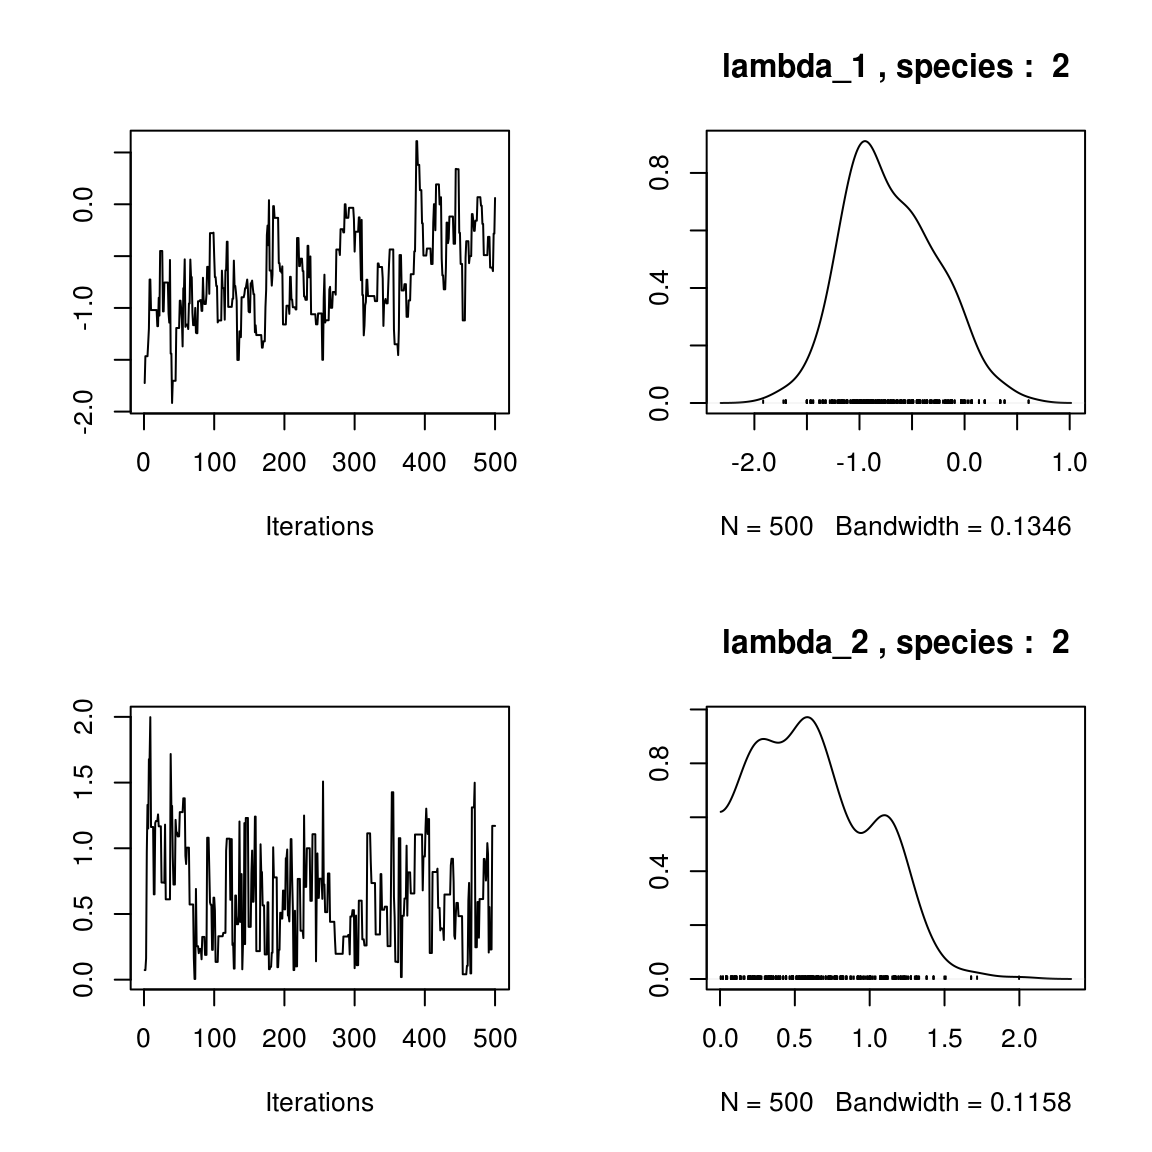 lambda_1 , species :  2
0.0
-1.0
-2.0
0 100 200 300 400 500
Iterations
0.8
0.4
0.0
-2.0 -1.0 0.0 1.0
N = 500   Bandwidth = 0.1346
lambda_2 , species :  2
2.0
1.5
1.0
0.5
0.0
0 100 200 300 400 500
Iterations
0.8
0.4
0.0
0.0 0.5 1.0 1.5 2.0
N = 500   Bandwidth = 0.1158